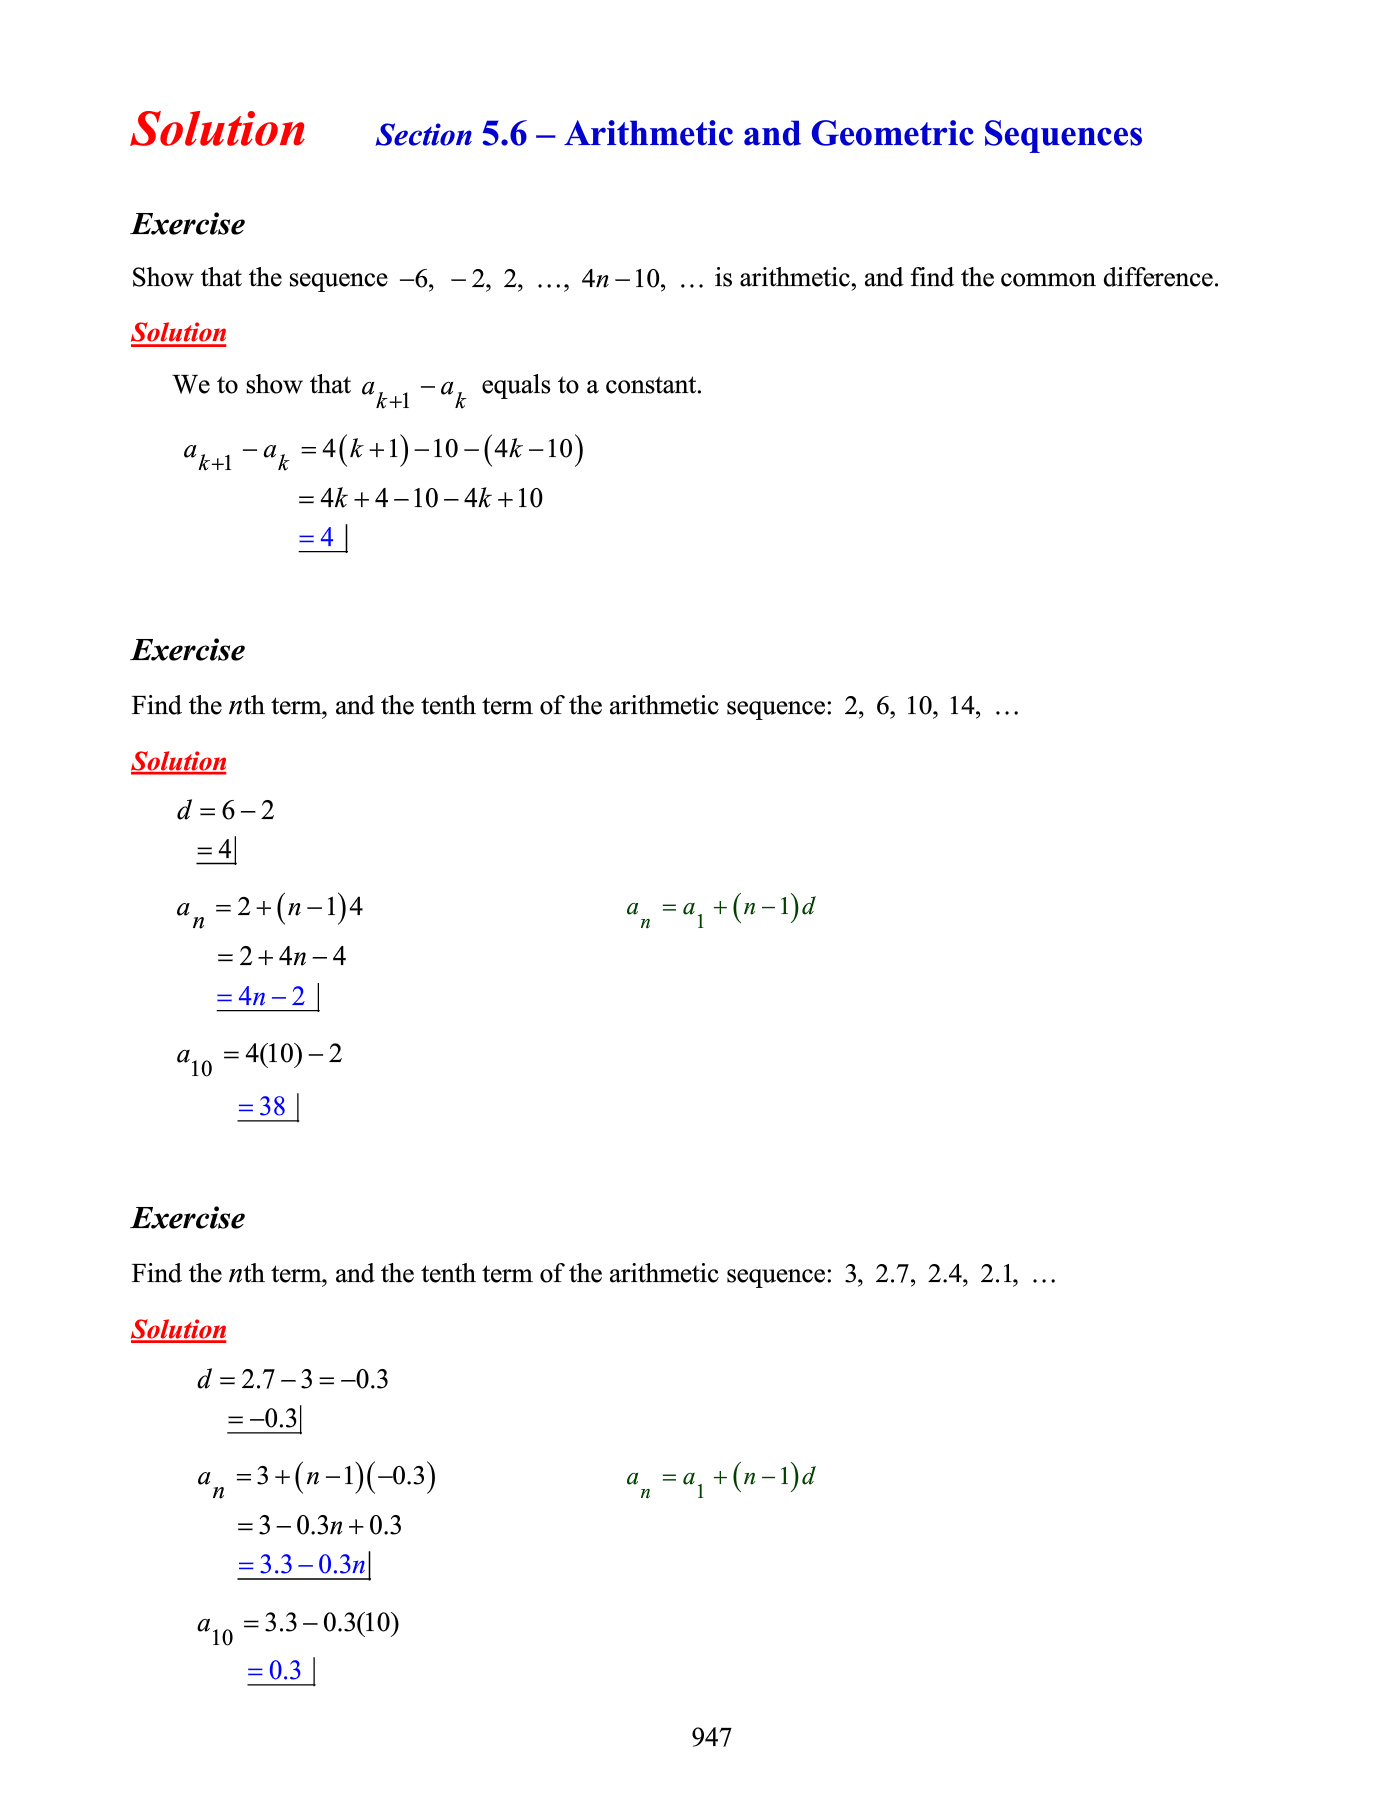 Solution Section 5.6 – Arithmetic and Geometric Sequences
Exercise
Show that the sequence −6, −2, 2, …, 4n−10, … is arithmetic, and find the common difference.
Solution
We to show that a_{k+1} − a_k equals to a constant.
a_{k+1} − a_k = 4(k+1)−10−(4k−10)
= 4k+4−10−4k+10
= 4
Exercise
Find the nth term, and the tenth term of the arithmetic sequence: 2, 6, 10, 14, …
Solution
d = 6−2
= 4
a_n = 2+(n−1)4 a_n = a_1+(n−1)d
= 2+4n−4
= 4n−2
a_{10} = 4(10)−2
= 38
Exercise
Find the nth term, and the tenth term of the arithmetic sequence: 3, 2.7, 2.4, 2.1, …
Solution
d = 2.7−3 = −0.3
= −0.3
a_n = 3+(n−1)(−0.3) a_n = a_1+(n−1)d
= 3−0.3n+0.3
= 3.3−0.3n
a_{10} = 3.3−0.3(10)
= 0.3
947